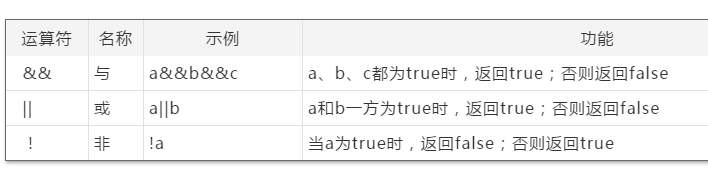 运算符 名称 示例 功能
&& 与 a&&b&&c a、b、c都为true时，返回true；否则返回false
|| 或 a||b a和b一方为true时，返回true；否则返回false
! 非 !a 当a为true时，返回false；否则返回true